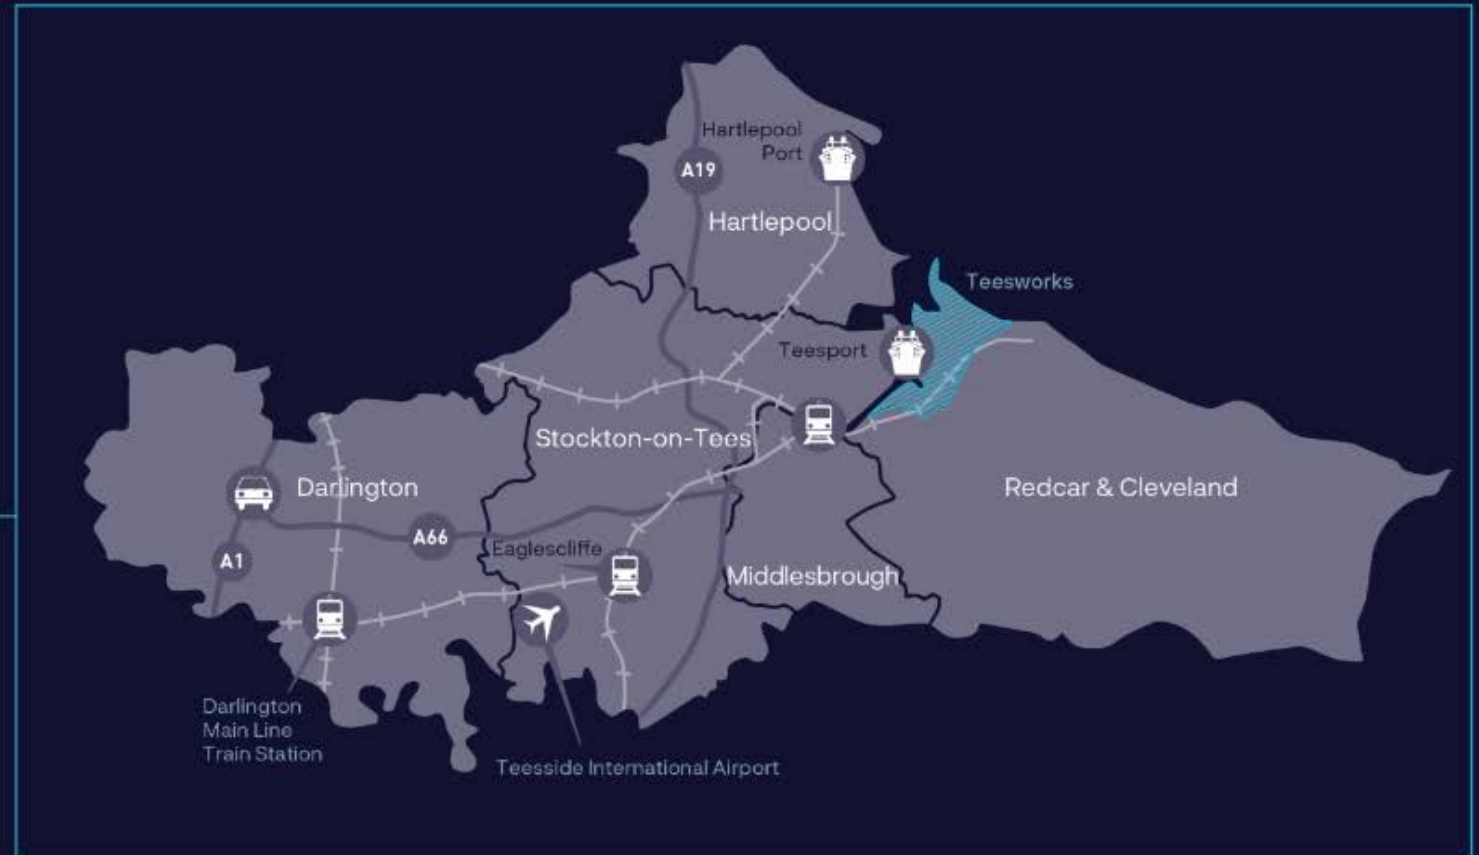 Hartlepool
Port
A19
Hartlepool
Teesworks
Teesport
Stockton-on-Tees
Darlington
Redcar & Cleveland
A66
Eaglescliffe
A1
Middlesbrough
Darlington
Main Line
Train Station
Teesside International Airport